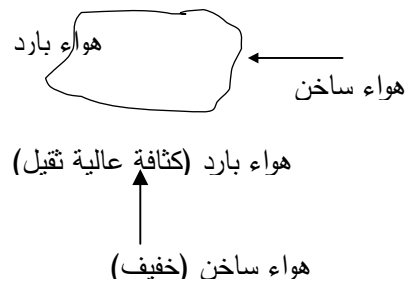 هواء بارد
هواء ساخن
هواء بارد (كثافة عالية ثقيل)
هواء ساخن (خفيف)